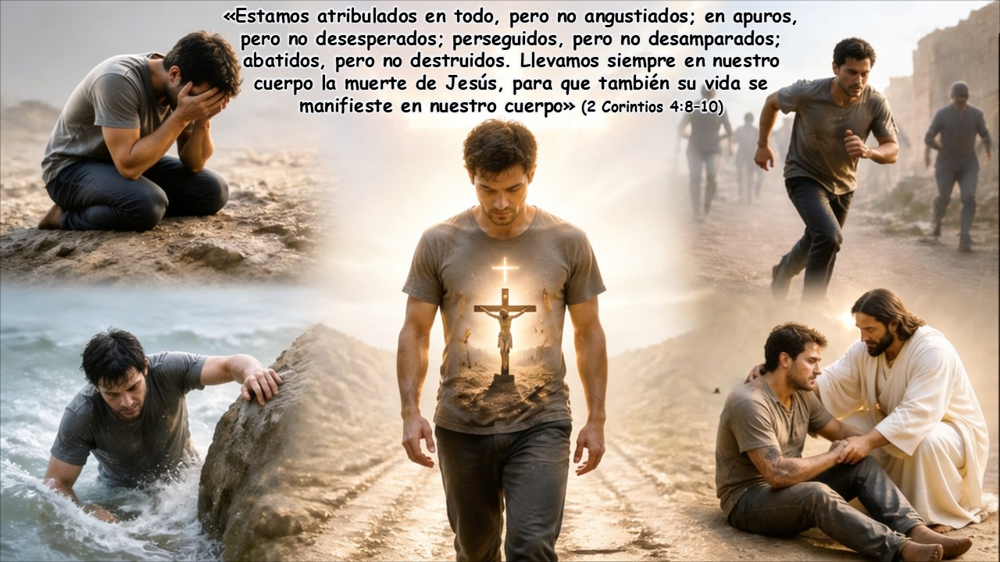 «Estamos atribulados en todo, pero no angustiados; en apuros,
pero no desesperados; perseguidos, pero no desamparados;
abatidos, pero no destruidos. Llevamos siempre en nuestro
cuerpo la muerte de Jesús, para que también su vida se
manifieste en nuestro cuerpo» (2 Corintios 4:8–10)